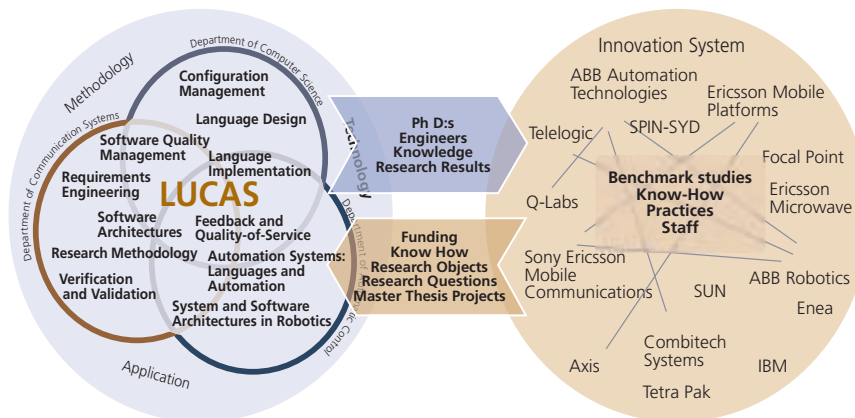 Methodology
Department of Computer Science
Department of Communication Systems
Technology
Configuration
Management
Language Design
Software Quality
Management
Language
Implementation
Requirements
Engineering
LUCAS
Software
Architectures
Feedback and
Quality-of-Service
Research Methodology
Automation Systems:
Languages and
Automation
Verification
and Validation
System and Software
Architectures in Robotics
Application
Ph D:s
Engineers
Knowledge
Research Results
Funding
Know How
Research Objects
Research Questions
Master Thesis Projects
Innovation System
ABB Automation
Technologies
Ericsson Mobile
Platforms
Telelogic
SPIN-SYD
Focal Point
Benchmark studies
Know-How
Practices
Staff
Q-Labs
Ericsson
Microwave
Sony Ericsson
Mobile
Communications
SUN
ABB Robotics
Enea
Combitech
Systems
Axis
IBM
Tetra Pak